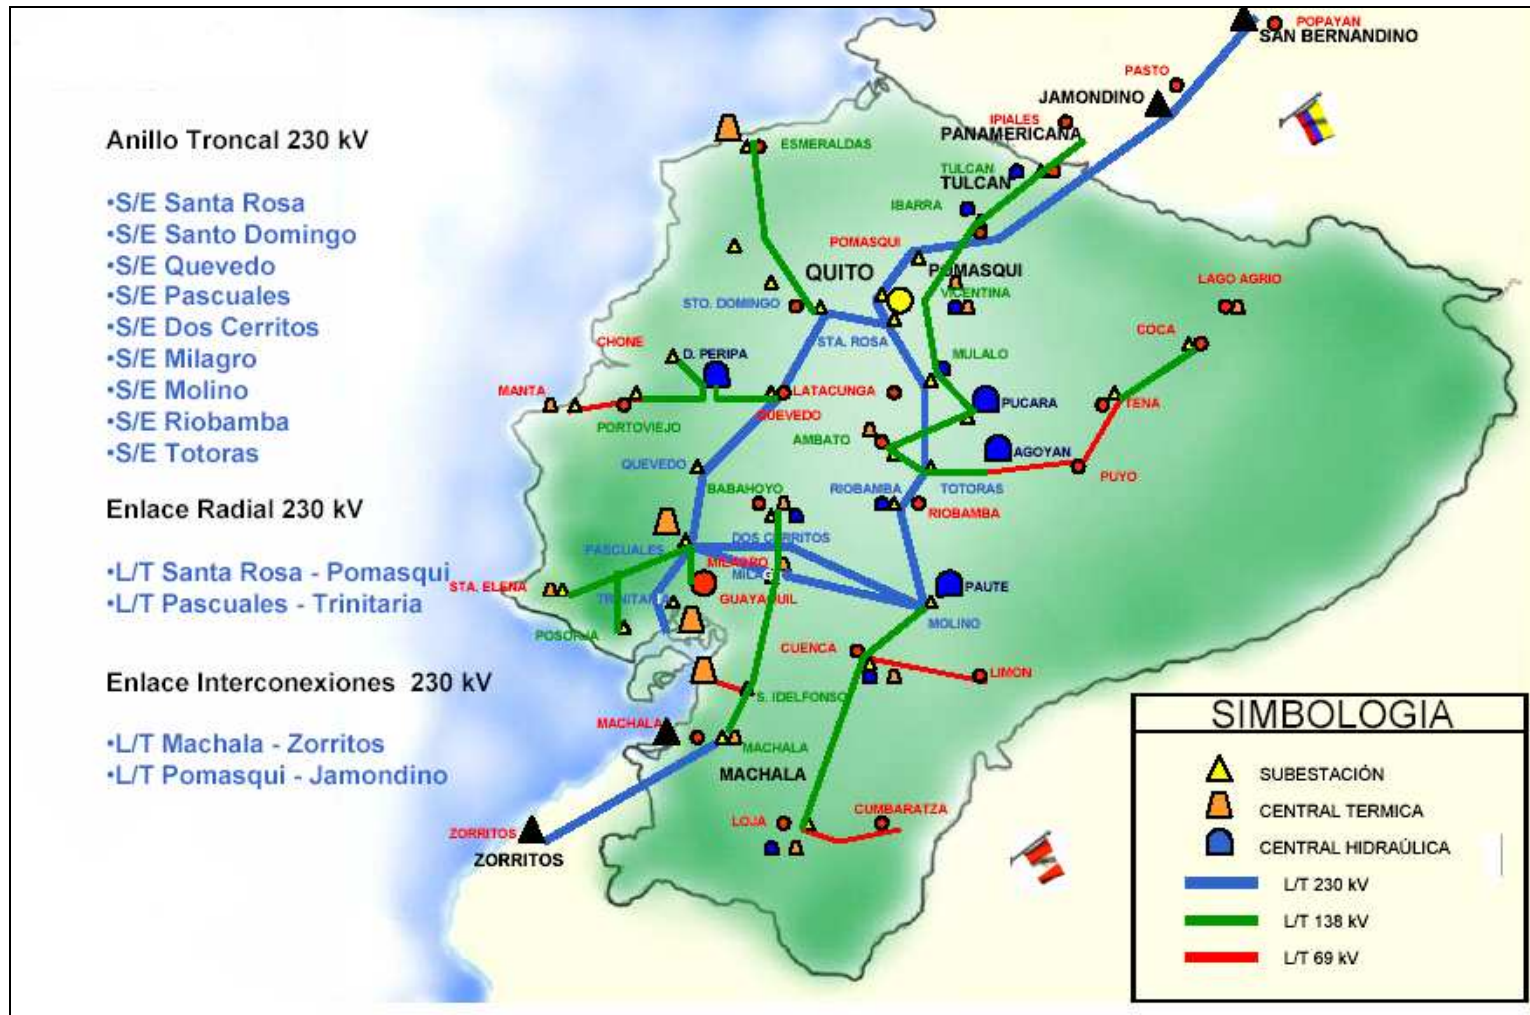 Anillo Troncal 230 kV
•S/E Santa Rosa
•S/E Santo Domingo
•S/E Quevedo
•S/E Pascuales
•S/E Dos Cerritos
•S/E Milagro
•S/E Molino
•S/E Riobamba
•S/E Totoras
Enlace Radial 230 kV
•L/T Santa Rosa - Pomasqui
•L/T Pascuales - Trinitaria
Enlace Interconexiones 230 kV
•L/T Machala - Zorritos
•L/T Pomasqui - Jamondino
POPAYAN
SAN BERNANDINO
PASTO
JAMONDINO
IPIALES
PANAMERICANA
ESMERALDAS
TULCAN
TULCAN
IBARRA
POMASQUI
QUITO
POMASQUI
LAGO AGRIO
VICENTINA
STO. DOMINGO
COCA
STA. ROSA
CHONE
D. PERIPA
MULALO
MANTA
LATACUNGA
PUCARA
TENA
QUEVEDO
PORTOVIEJO
AMBATO
AGOYAN
QUEVEDO
PUYO
BABAHOYO
RIOBAMBA
TOTORAS
RIOBAMBA
DOS CERRITOS
PASCUALES
MILAGRO
STA. ELENA
PAUTE
GUAYAQUIL
MOLINO
POSORJA
CUENCA
LIMON
S. IDELFONSO
MACHALA
MACHALA
MACHALA
LOJA
CUMBARATZA
ZORRITOS
ZORRITOS
SIMBOLOGIA
SUBESTACIÓN
CENTRAL TERMICA
CENTRAL HIDRAÚLICA
L/T 230 kV
L/T 138 kV
L/T 69 kV